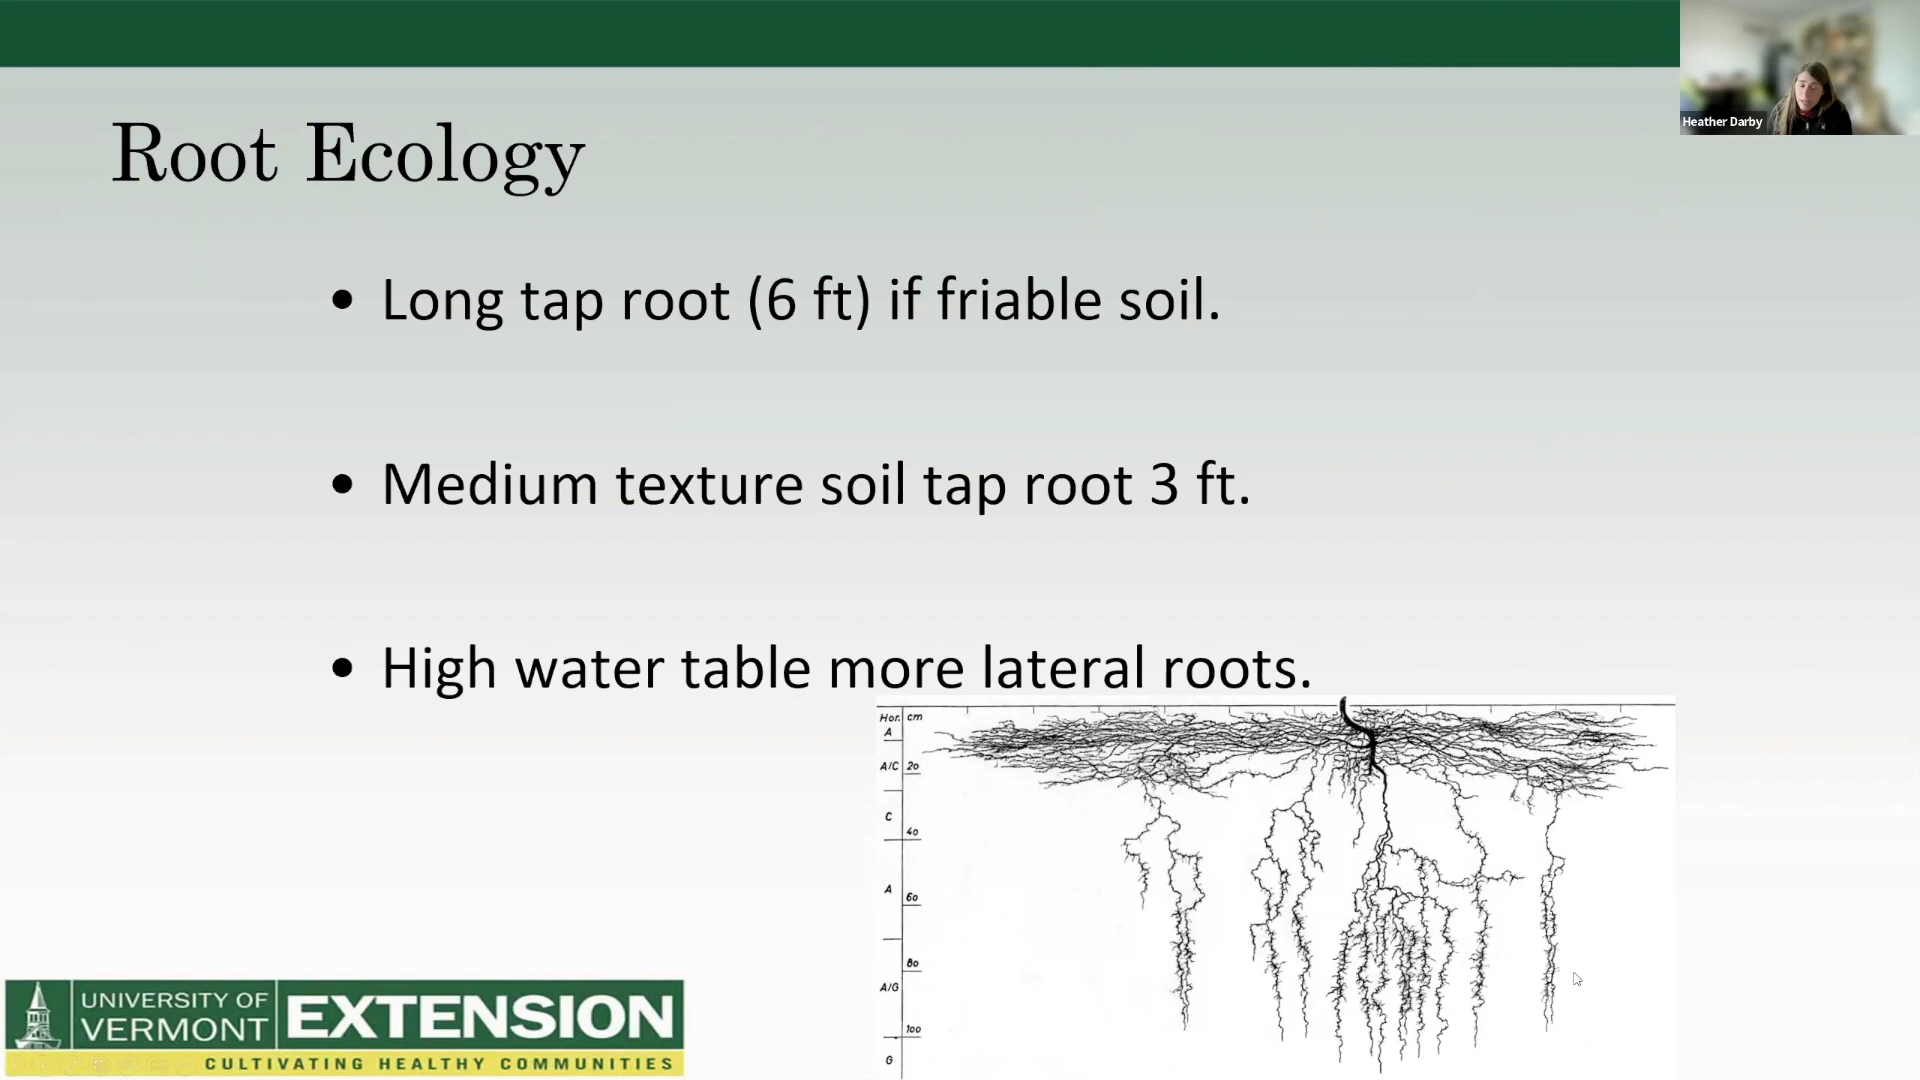 Heather Darby
Root Ecology
• Long tap root (6 ft) if friable soil.
• Medium texture soil tap root 3 ft.
• High water table more lateral roots.
Hor. cm
A
A/C 20
C
40
A
60
80
A/G
100
G
UNIVERSITY OF
VERMONT
EXTENSION
CULTIVATING HEALTHY COMMUNITIES